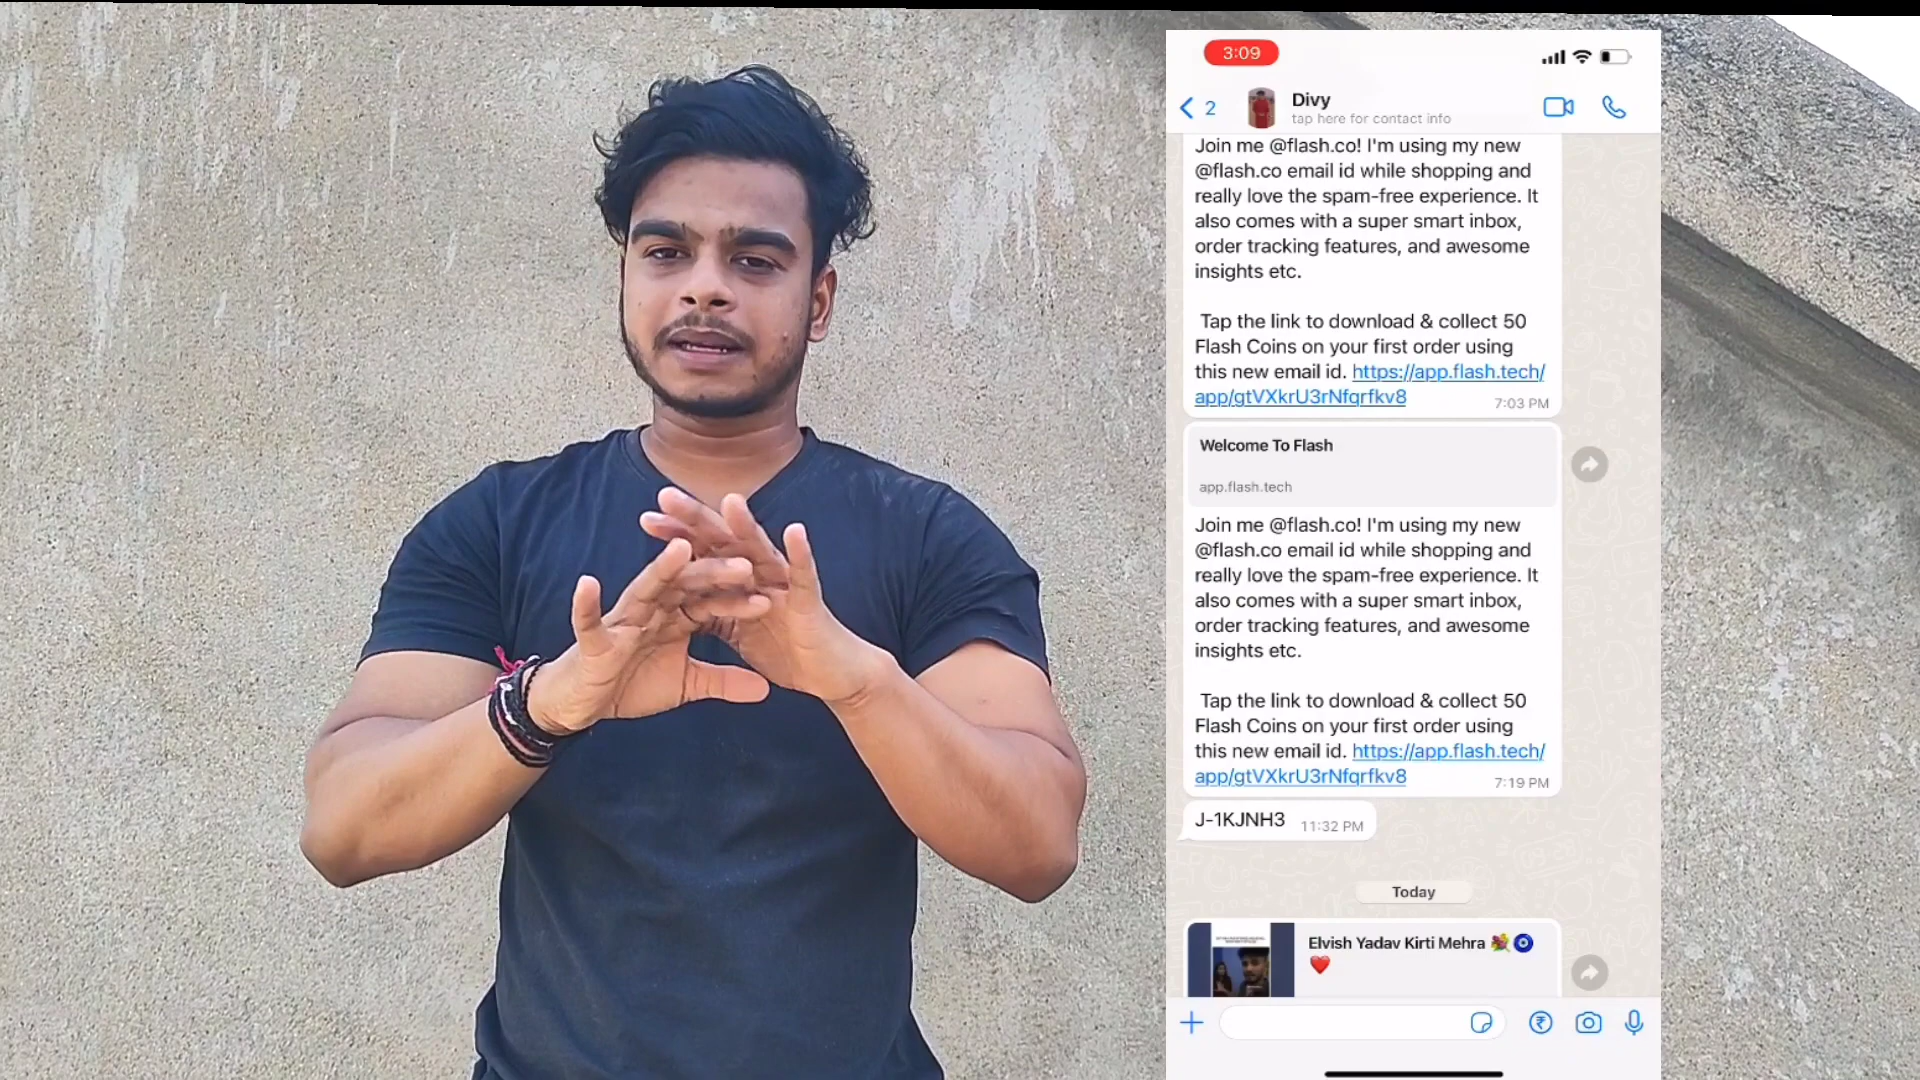 3:09
2
Divy
tap here for contact info
Join me @flash.co! I'm using my new
@flash.co email id while shopping and
really love the spam-free experience. It
also comes with a super smart inbox,
order tracking features, and awesome
insights etc.
Tap the link to download & collect 50
Flash Coins on your first order using
this new email id. https://app.flash.tech/
app/gtVXkrU3rNfqrfkv8
7:03 PM
Welcome To Flash
app.flash.tech
Join me @flash.co! I'm using my new
@flash.co email id while shopping and
really love the spam-free experience. It
also comes with a super smart inbox,
order tracking features, and awesome
insights etc.
Tap the link to download & collect 50
Flash Coins on your first order using
this new email id. https://app.flash.tech/
app/gtVXkrU3rNfqrfkv8
7:19 PM
J-1KJNH3
11:32 PM
Today
Elvish Yadav Kirti Mehra 💐🧿
❤️
₹